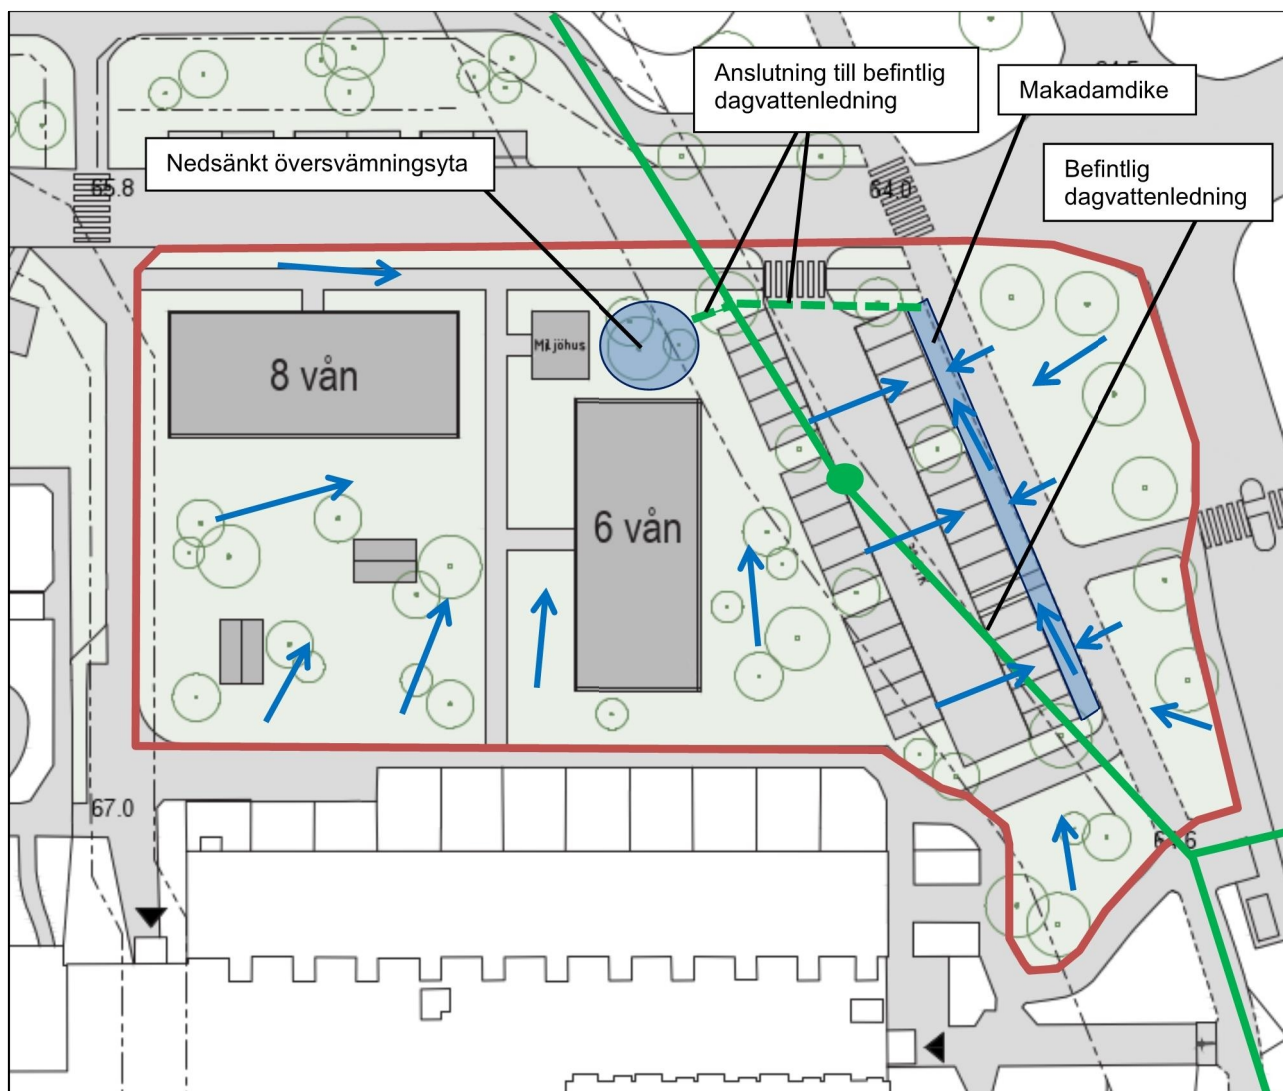 Anslutning till befintlig
dagvattenledning
Makadamdike
Nedsänkt översvämningsyta
Befintlig
dagvattenledning
65.8
64.0
8 vån
Miljöhus
6 vån
67.0